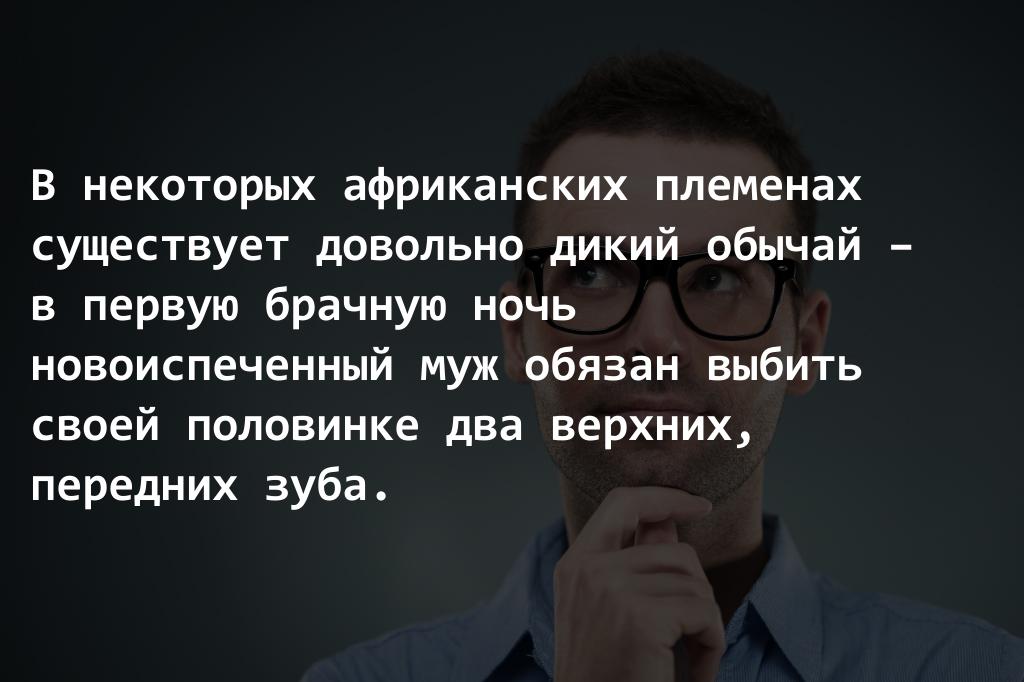 В некоторых африканских племенах
существует довольно дикий обычай –
в первую брачную ночь
новоиспеченный муж обязан выбить
своей половинке два верхних,
передних зуба.